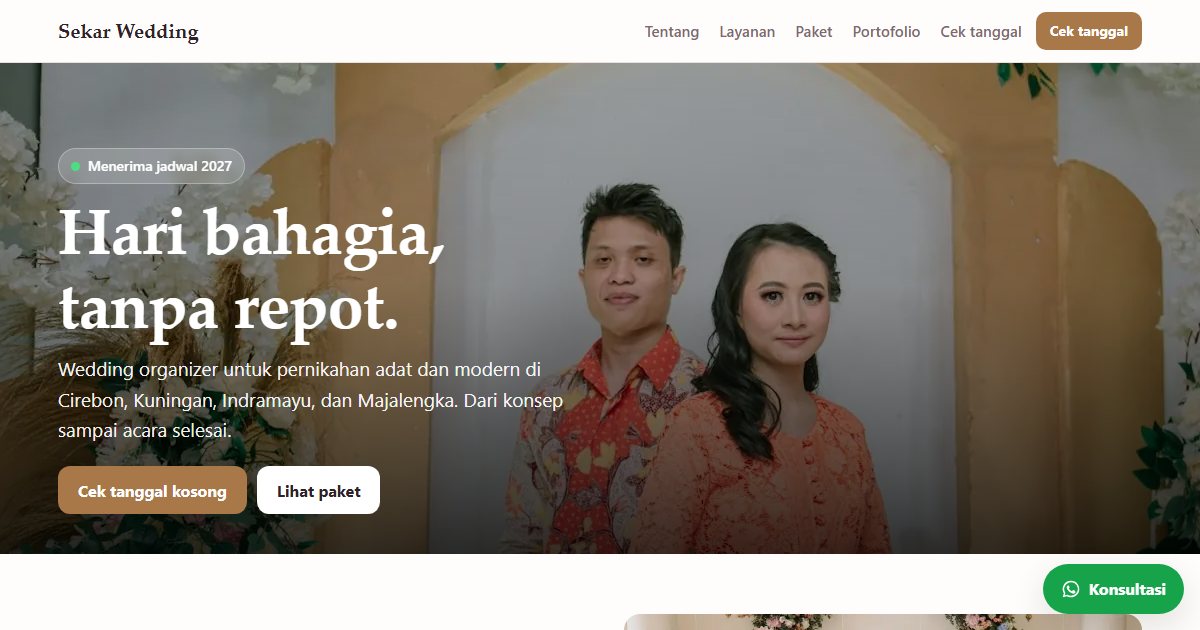 Sekar Wedding
Tentang
Layanan
Paket
Portofolio
Cek tanggal
Cek tanggal
Menerima jadwal 2027
Hari bahagia,
tanpa repot.
Wedding organizer untuk pernikahan adat dan modern di
Cirebon, Kuningan, Indramayu, dan Majalengka. Dari konsep
sampai acara selesai.
Cek tanggal kosong
Lihat paket
Konsultasi